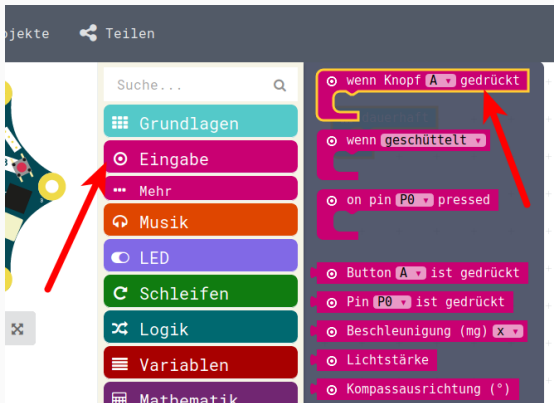 ojekte Teilen
Suche...
Grundlagen
Eingabe
Mehr
Musik
LED
Schleifen
Logik
Variablen
Mathematik
wenn Knopf A gedrückt
wenn geschüttelt
on pin P0 pressed
Button A ist gedrückt
Pin P0 ist gedrückt
Beschleunigung (mg) x
Lichtstärke
Kompassausrichtung (°)